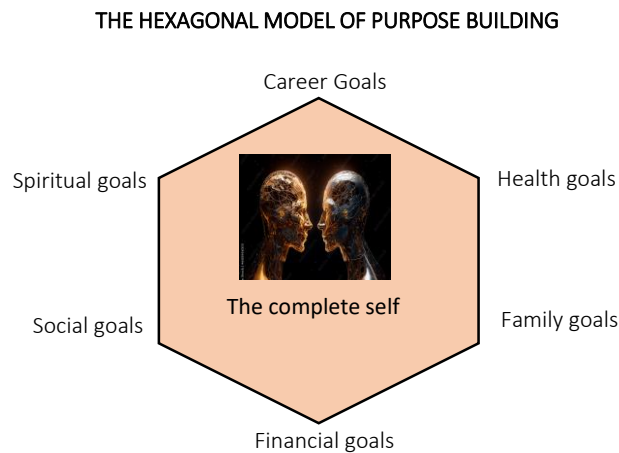 THE HEXAGONAL MODEL OF PURPOSE BUILDING
Career Goals
Spiritual goals
Health goals
The complete self
Social goals
Family goals
Financial goals